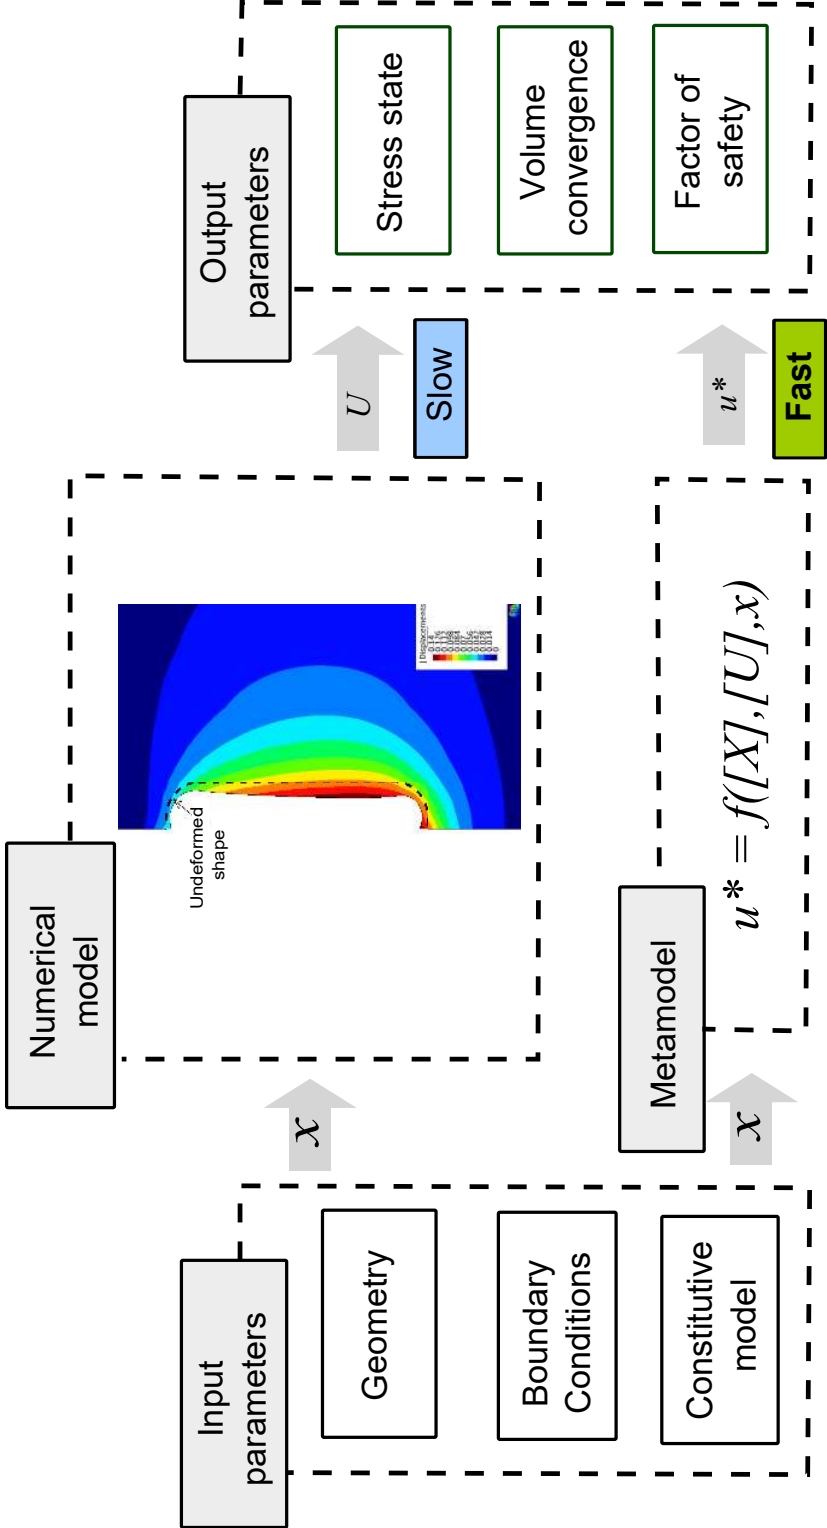 Input
parameters
Geometry
Boundary
Conditions
Constitutive
model
x
x
Numerical
model
Undeformed
shape
|Displacements
Metamodel
u* = f([X],[U],x)
U
Slow
u*
Fast
Output
parameters
Stress state
Volume
convergence
Factor of
safety